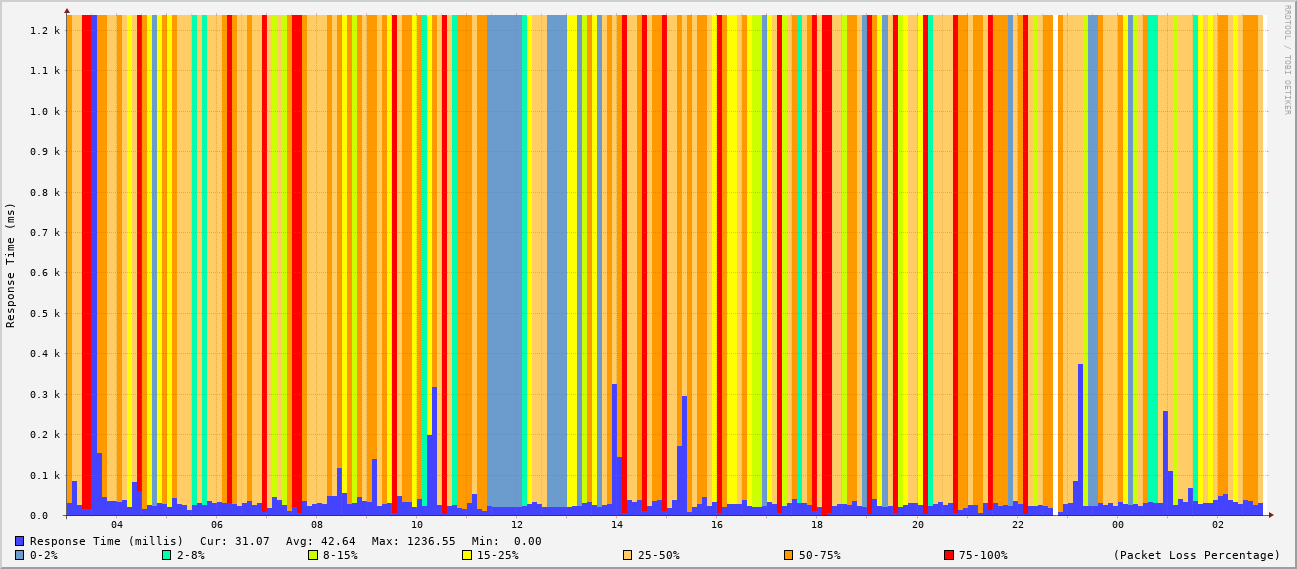 RRDTOOL / TOBI OETIKER
Response Time (ms)
1.2 k
1.1 k
1.0 k
0.9 k
0.8 k
0.7 k
0.6 k
0.5 k
0.4 k
0.3 k
0.2 k
0.1 k
0.0
04 06 08 10 12 14 16 18 20 22 00 02
Response Time (millis) Cur: 31.07 Avg: 42.64 Max: 1236.55 Min: 0.00
0-2% 2-8% 8-15% 15-25% 25-50% 50-75% 75-100% (Packet Loss Percentage)